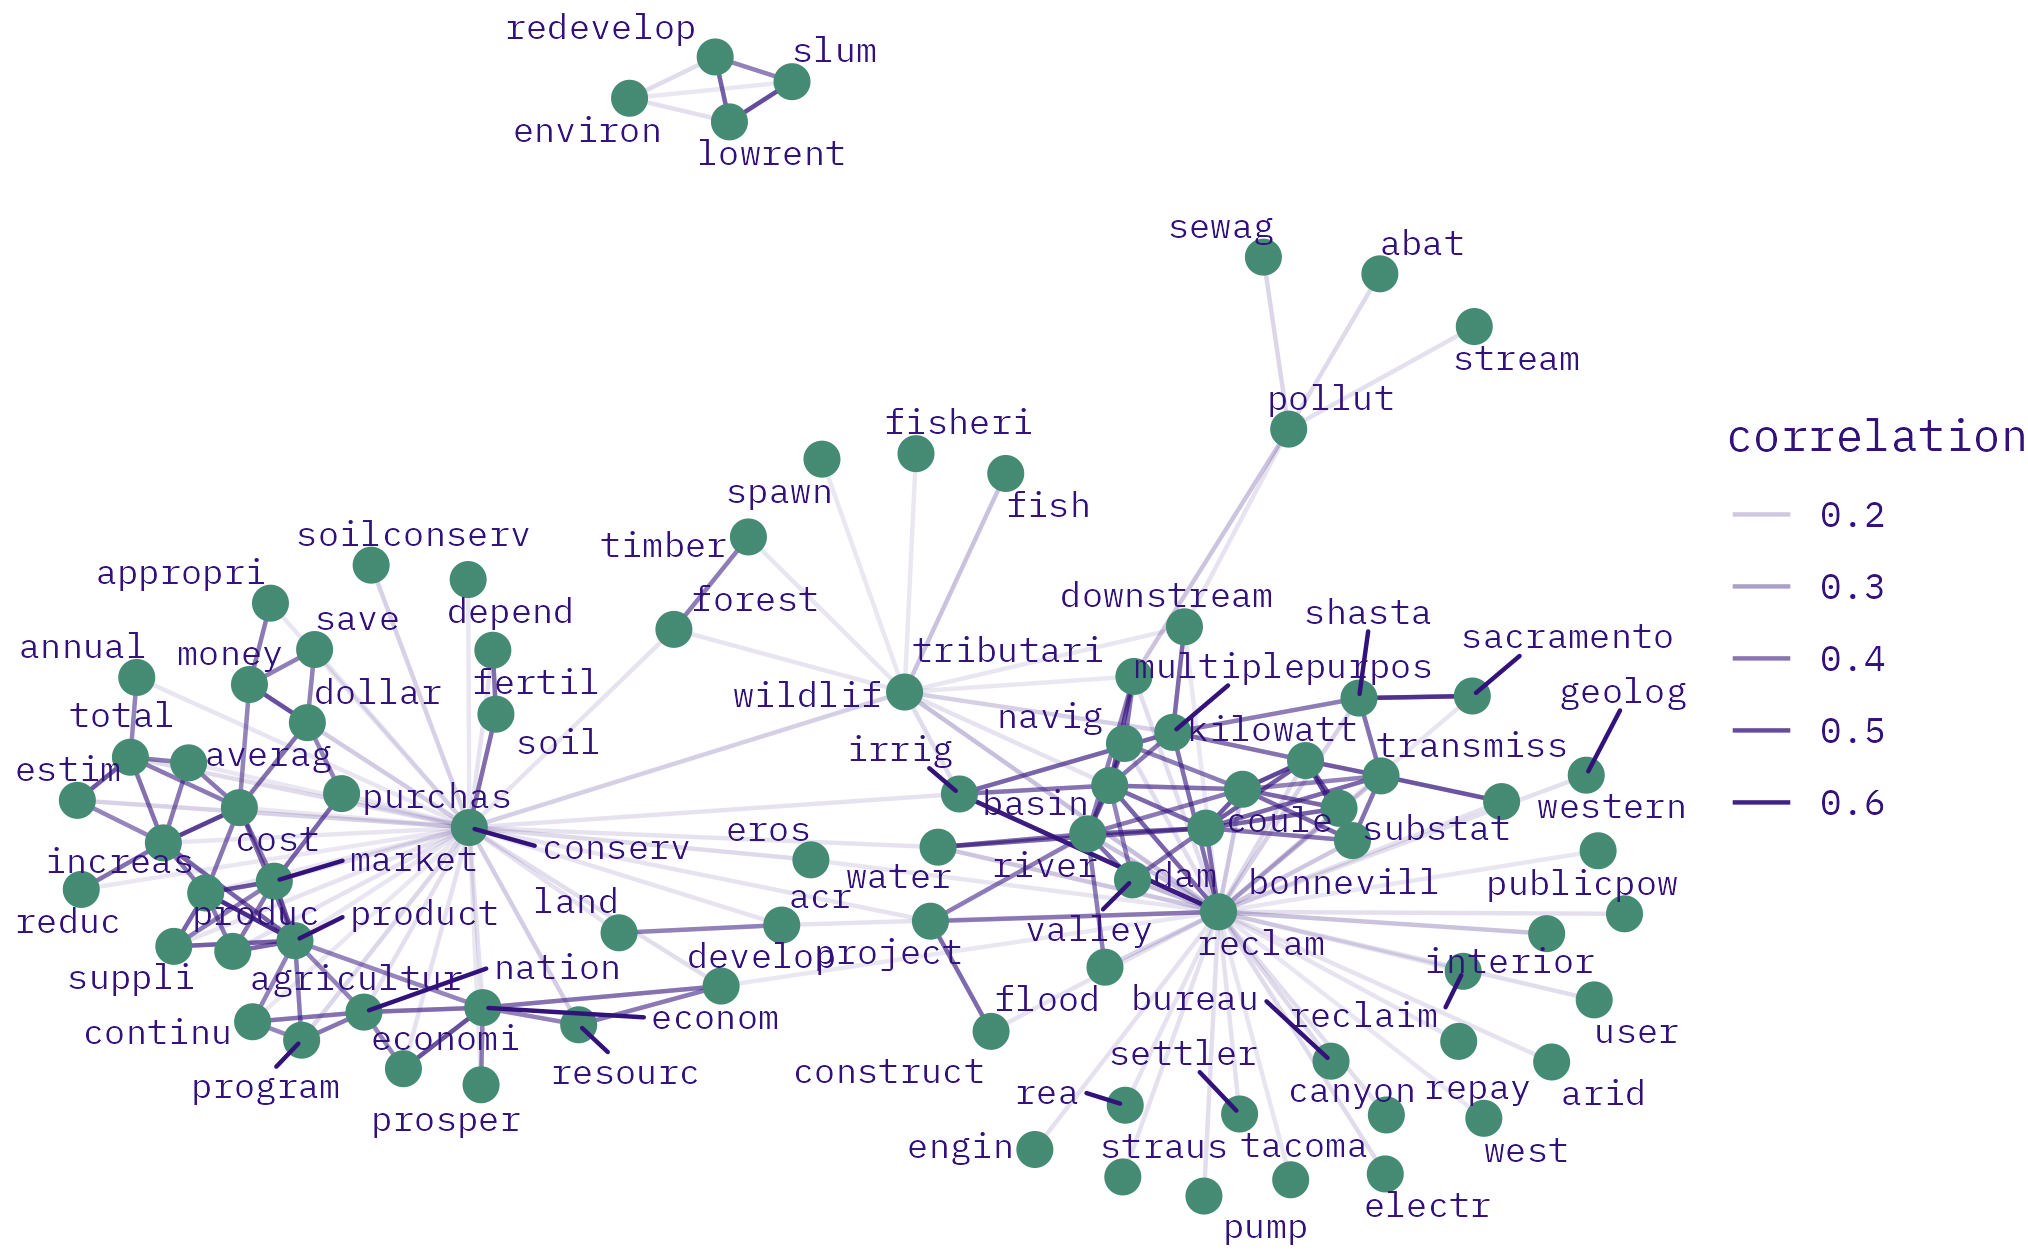 redevelop
slum
environ
lowrent
sewag
abat
stream
pollut
correlation
0.2
0.3
0.4
0.5
0.6
fisheri
spawn
fish
timber
forest
soilconserv
appropri
depend
save
annual
money
fertil
dollar
total
soil
averag
estim
purchas
wildlif
downstream
shasta
tributari
multiplepurpos
sacramento
geolog
navig
kilowatt
irrig
transmiss
basin
western
coule
substat
eros
cost
conserv
market
increas
river
water
dam
bonnevill
publicpow
land
acr
reduc
produc
product
valley
reclam
develop
project
interior
suppli
agricultur
nation
flood
bureau
reclaim
user
econom
continu
economi
construct
settler
resourc
program
rea
canyon
repay
arid
prosper
engin
straus
tacoma
west
electr
pump